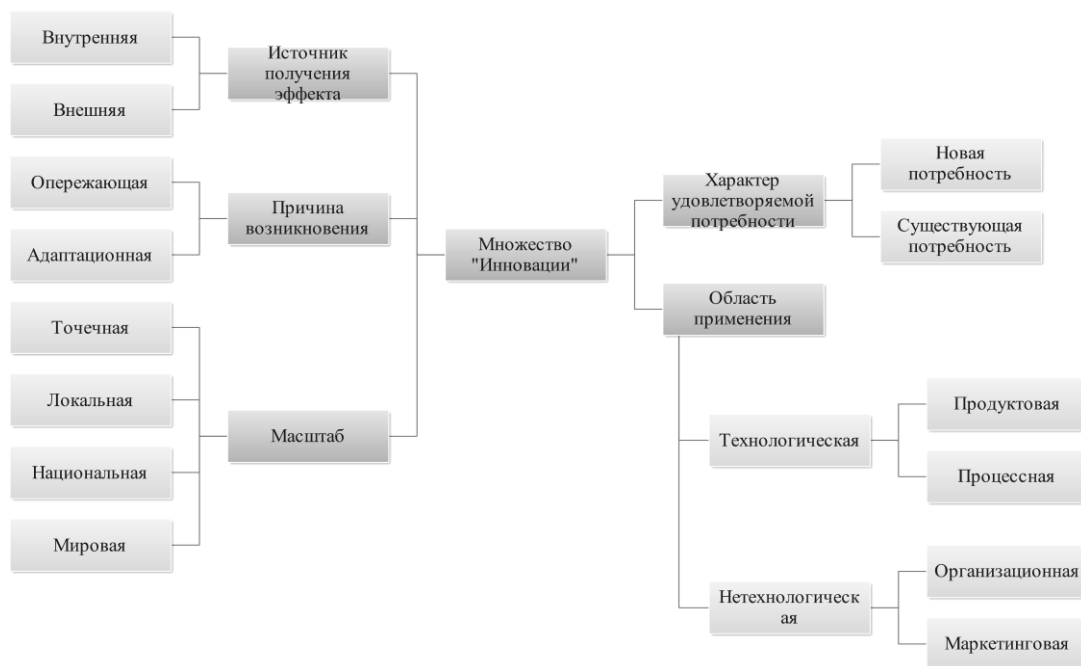 Внутренняя
Внешняя
Источник
получения
эффекта
Опережающая
Адаптационная
Причина
возникновения
Точечная
Локальная
Национальная
Мировая
Масштаб
Множество
"Инновации"
Характер
удовлетворяемой
потребности
Новая
потребность
Существующая
потребность
Область
применения
Технологическая
Продуктовая
Процессная
Нетехнологическ
ая
Организационная
Маркетинговая